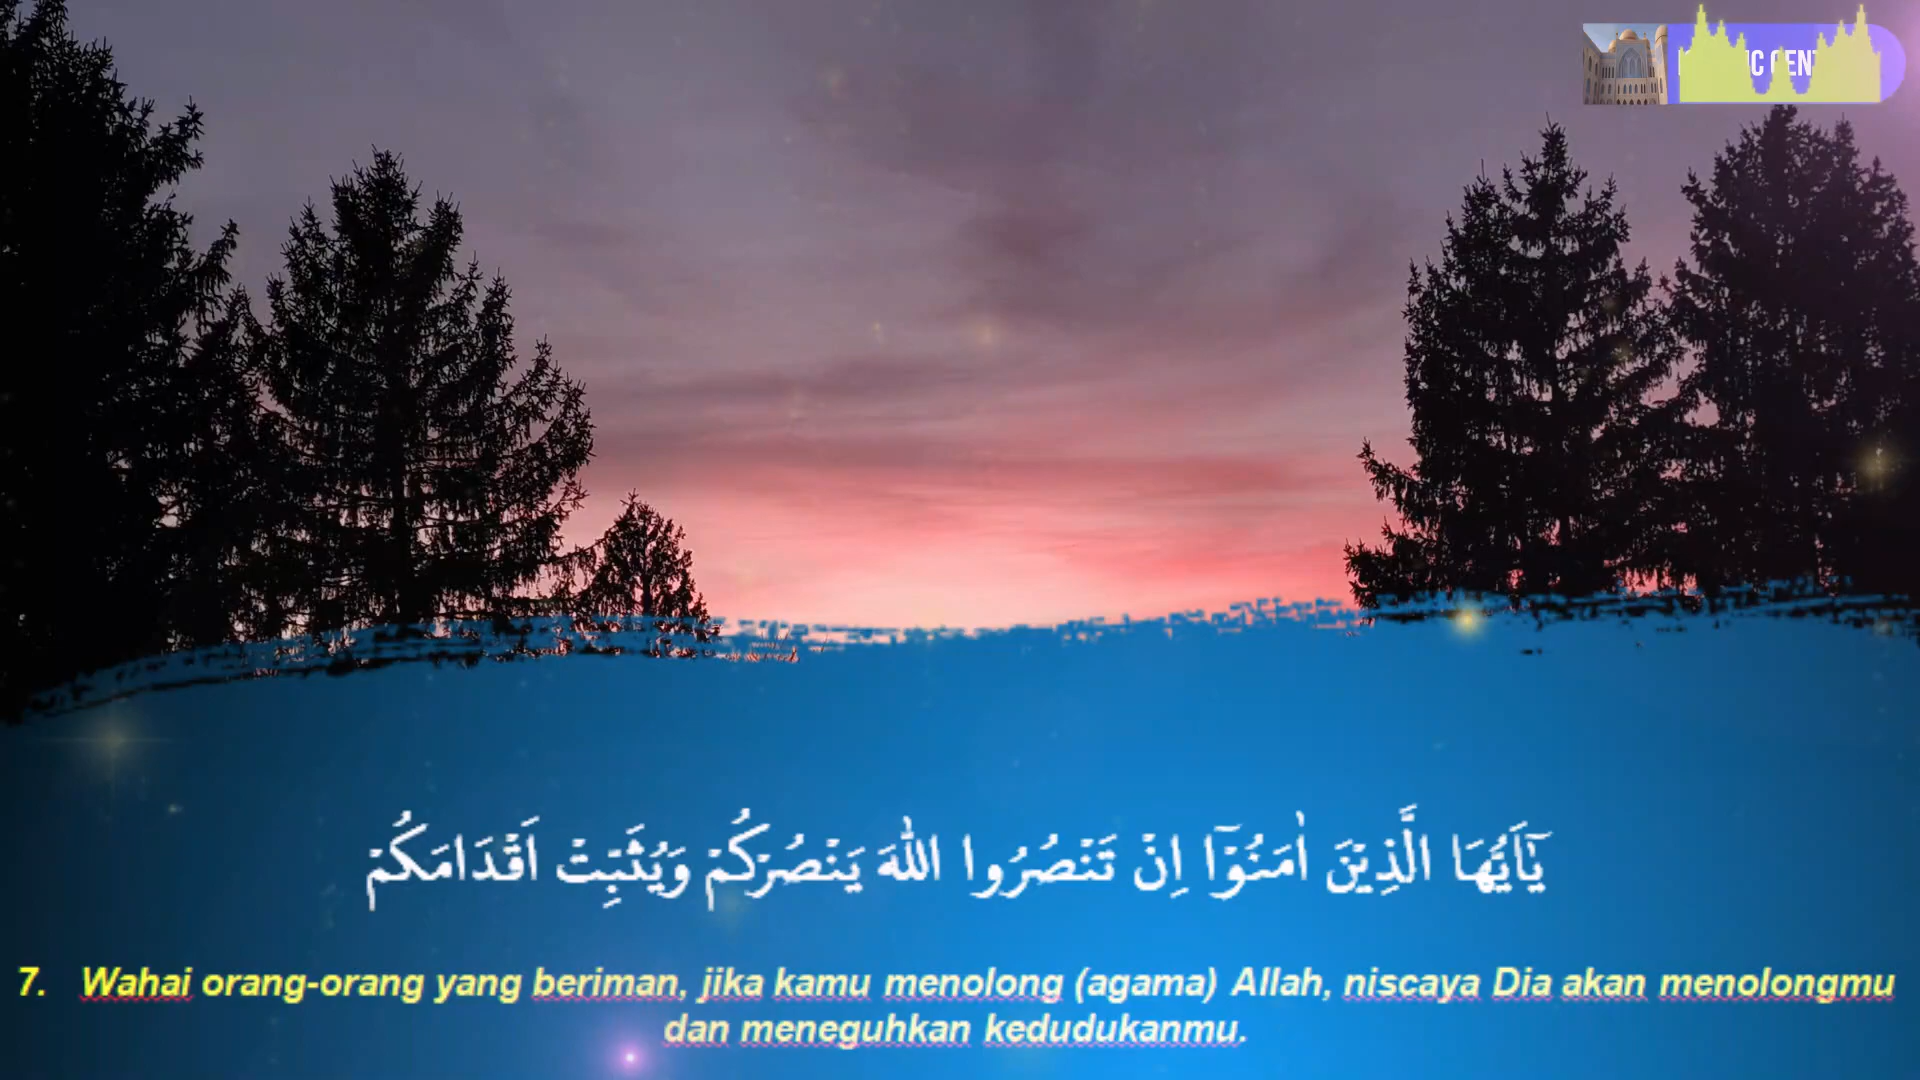 يٰٓاَيُّهَا الَّذِيْنَ اٰمَنُوْٓا اِنْ تَنْصُرُوا اللّٰهَ يَنْصُرْكُمْ وَيُثَبِّتْ اَقْدَامَكُمْ
7. Wahai orang-orang yang beriman, jika kamu menolong (agama) Allah, niscaya Dia akan menolongmu
dan meneguhkan kedudukanmu.